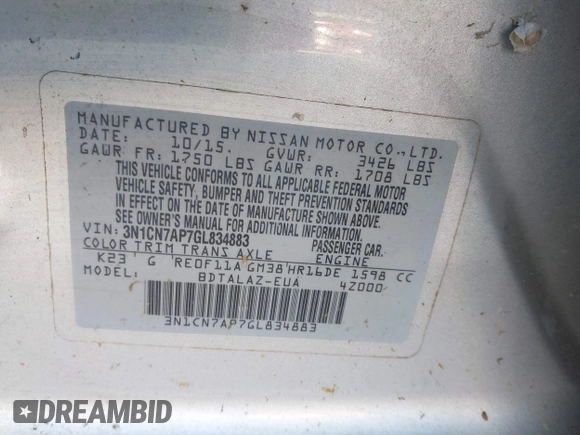 MANUFACTURED BY NISSAN MOTOR CO.,LTD.
DATE: 10/15. GVWR: 3426 LBS
GAWR FR: 1750 LBS GAWR RR: 1708 LBS
THIS VEHICLE CONFORMS TO ALL APPLICABLE FEDERAL MOTOR
VEHICLE SAFETY, BUMPER AND THEFT PREVENTION STANDARDS
IN EFFECT ON THE DATE OF MANUFACTURE SHOWN ABOVE.
SEE OWNER'S MANUAL FOR ADDITIONAL INFORMATION.
VIN: 3N1CN7AP7GL834883 PASSENGER CAR.
COLOR TRIM TRANS AXLE ENGINE
K23 G RE0F11A GM38 HR16DE 1598 CC
MODEL: BDTALAZ-EUA 4Z000
3N1CN7AP7GL834883
DREAMBID